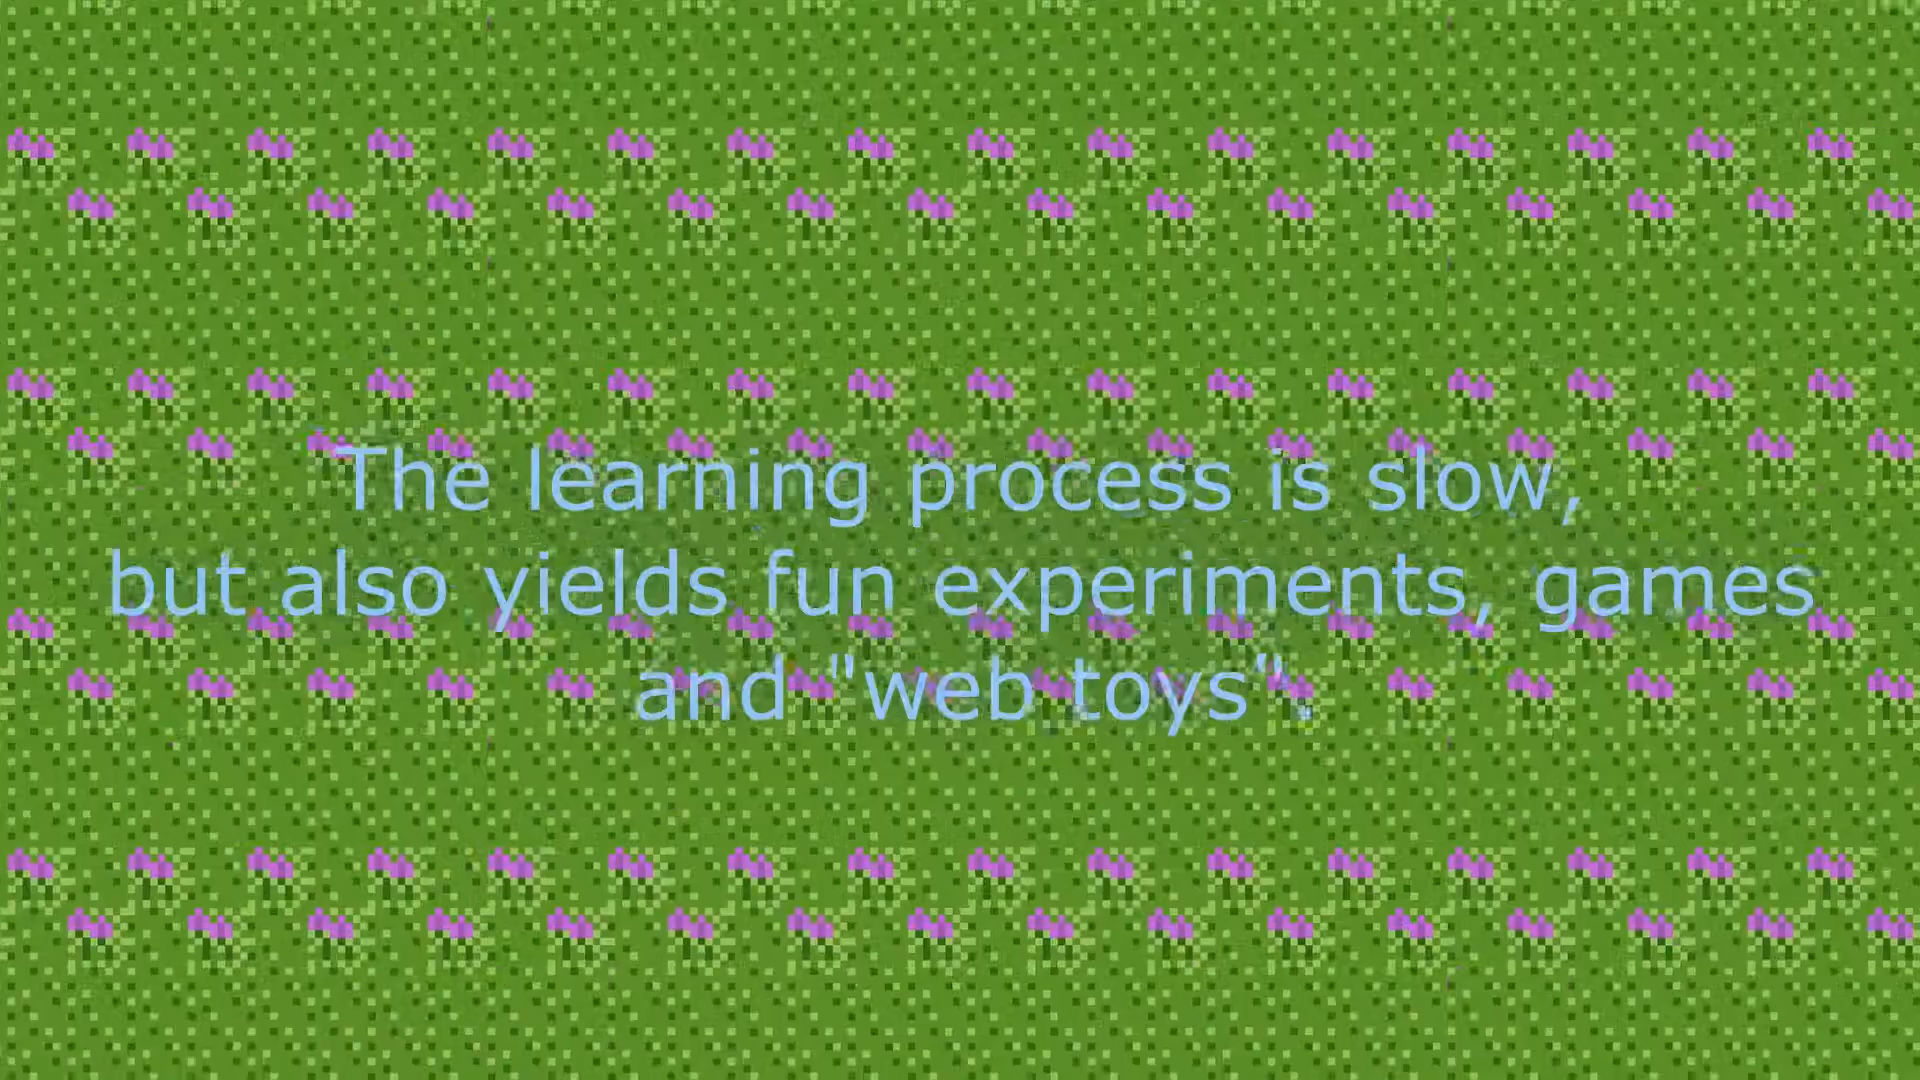 The learning process is slow,
but also yields fun experiments, games
and "web toys".